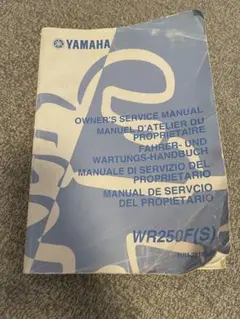 YAMAHA
OWNER'S SERVICE MANUAL
MANUEL D'ATELIER DU
PROPRIETAIRE
FAHRER- UND
WARTUNGS-HANDBUCH
MANUALE DI SERVIZIO DEL
PROPRIETARIO
MANUAL DE SERVCIO
DEL PROPIETARIO
WR250F(S)